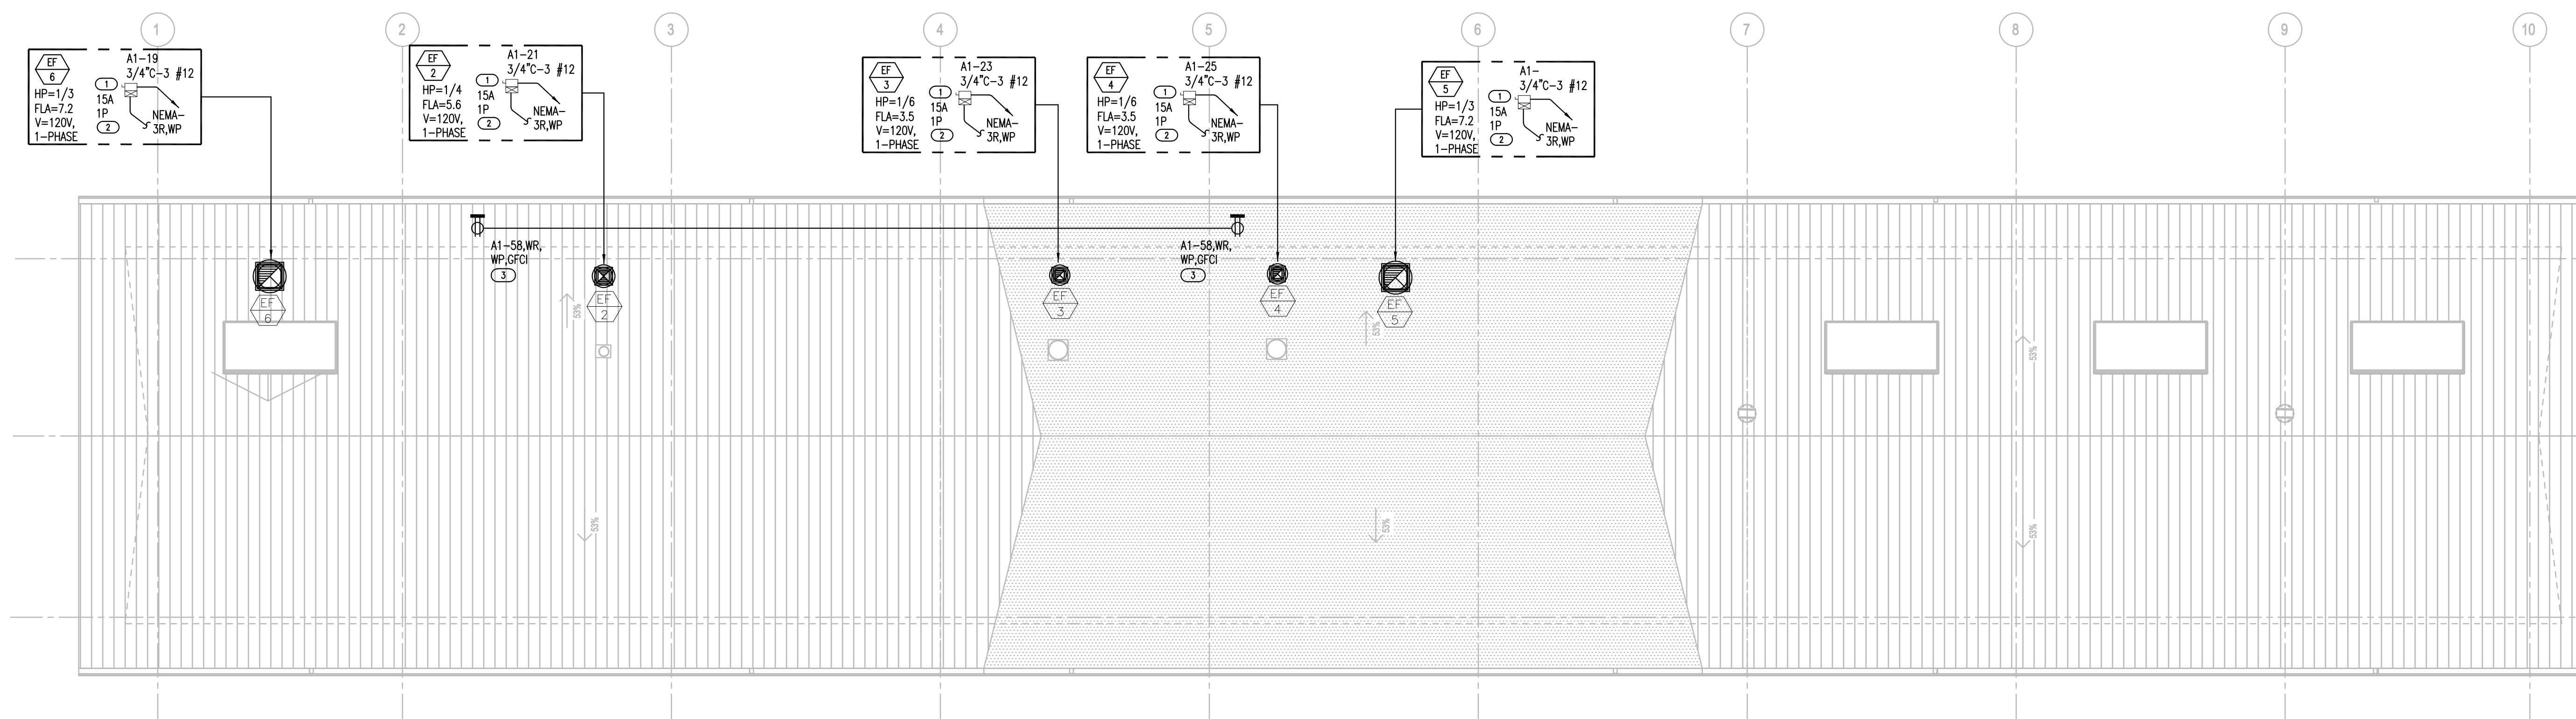 1
2
3
4
5
6
7
8
9
10
EF
6
HP=1/3
FLA=7.2
V=120V,
1-PHASE
A1-19
3/4"C-3 #12
1
15A
1P
2
NEMA-
3R,WP
EF
2
HP=1/4
FLA=5.6
V=120V,
1-PHASE
A1-21
3/4"C-3 #12
1
15A
1P
2
NEMA-
3R,WP
EF
3
HP=1/6
FLA=3.5
V=120V,
1-PHASE
A1-23
3/4"C-3 #12
1
15A
1P
2
NEMA-
3R,WP
EF
4
HP=1/6
FLA=3.5
V=120V,
1-PHASE
A1-25
3/4"C-3 #12
1
15A
1P
2
NEMA-
3R,WP
EF
5
HP=1/3
FLA=7.2
V=120V,
1-PHASE
A1-
3/4"C-3 #12
1
15A
1P
2
NEMA-
3R,WP
A1-58,WR,
WP,GFCI
3
A1-58,WR,
WP,GFCI
3
EF
6
EF
2
EF
3
EF
4
EF
5
53%
53%
53%
53%
53%
53%